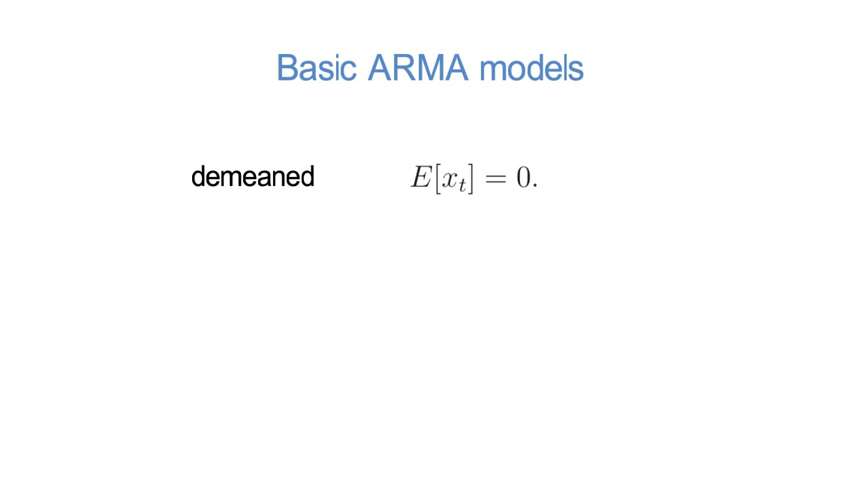 Basic ARMA models
demeaned E[x_t] = 0.